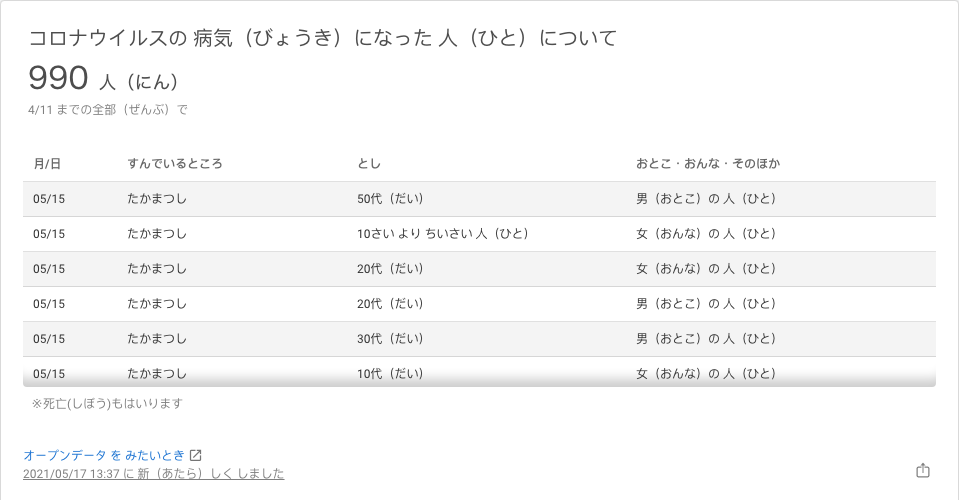 コロナウイルスの 病気（びょうき）になった 人（ひと）について
990 人（にん）
4/11 までの全部（ぜんぶ）で
月/日 すんでいるところ とし おとこ・おんな・そのほか
05/15 たかまつし 50代（だい） 男（おとこ）の 人（ひと）
05/15 たかまつし 10さい より ちいさい 人（ひと） 女（おんな）の 人（ひと）
05/15 たかまつし 20代（だい） 女（おんな）の 人（ひと）
05/15 たかまつし 20代（だい） 男（おとこ）の 人（ひと）
05/15 たかまつし 30代（だい） 男（おとこ）の 人（ひと）
05/15 たかまつし 10代（だい） 女（おんな）の 人（ひと）
※死亡(しぼう)もはいります
オープンデータ を みたいとき
2021/05/17 13:37 に 新（あたら）しく しました